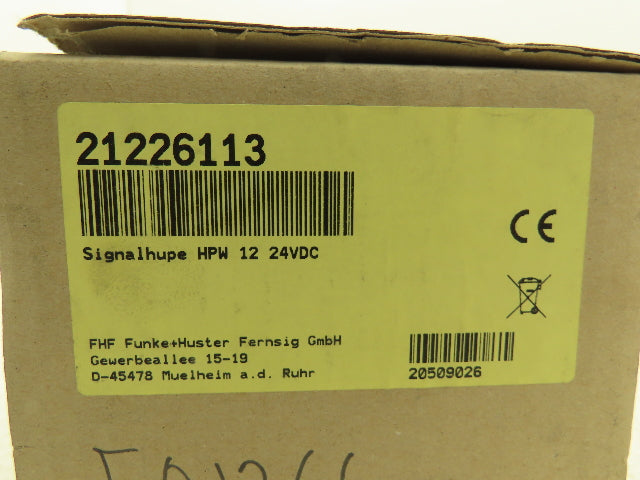 21226113
CE
Signalhupe HPW 12 24VDC
FHF Funke+Huster Fernsig GmbH
Gewerbeallee 15-19
D-45478 Muelheim a.d. Ruhr
20509026